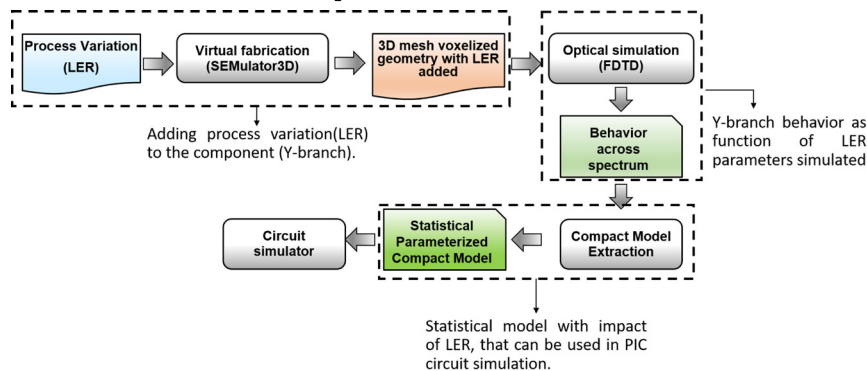 Process Variation
(LER)
Virtual fabrication
(SEMulator3D)
3D mesh voxelized
geometry with LER
added
Optical simulation
(FDTD)
Adding process variation(LER)
to the component (Y-branch).
Behavior
across
spectrum
Y-branch behavior as
function of LER
parameters simulated
Circuit
simulator
Statistical
Parameterized
Compact Model
Compact Model
Extraction
Statistical model with impact
of LER, that can be used in PIC
circuit simulation.